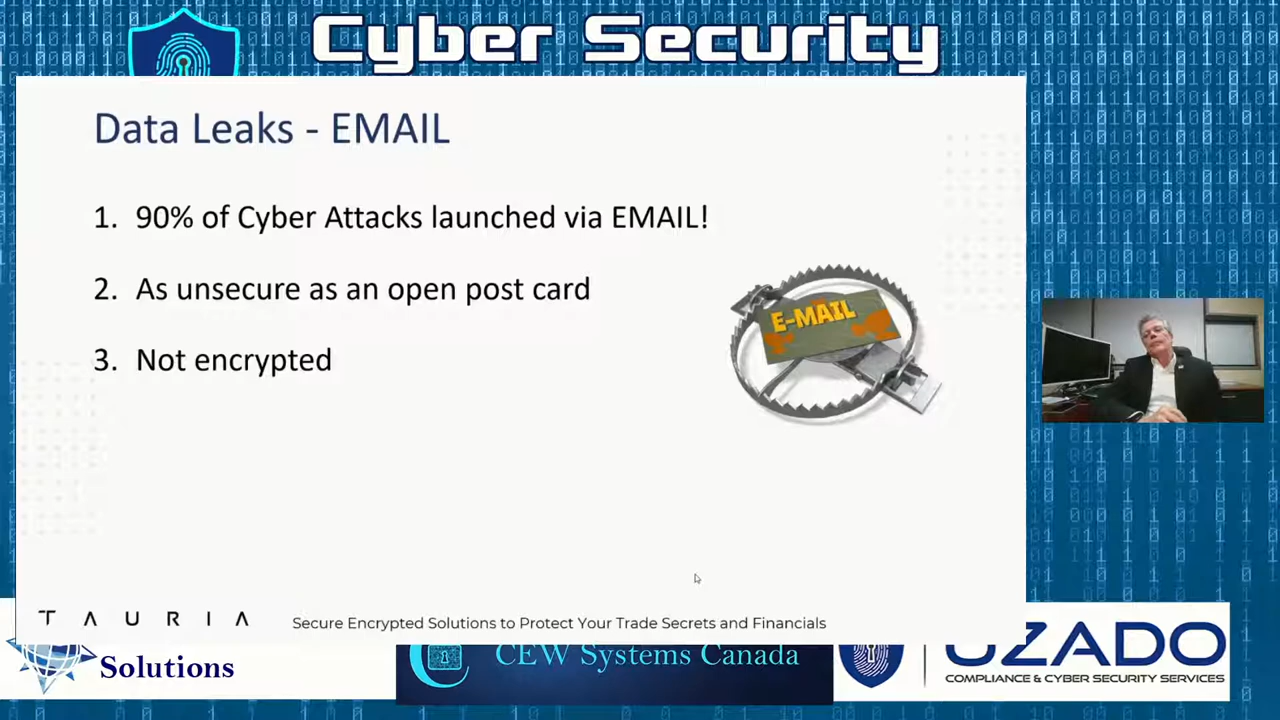 Cyber Security
Data Leaks - EMAIL
1. 90% of Cyber Attacks launched via EMAIL!
2. As unsecure as an open post card
3. Not encrypted
E-MAIL
TAURIA
Secure Encrypted Solutions to Protect Your Trade Secrets and Financials
Solutions
CEW Systems Canada
UZADO
COMPLIANCE & CYBER SECURITY SERVICES